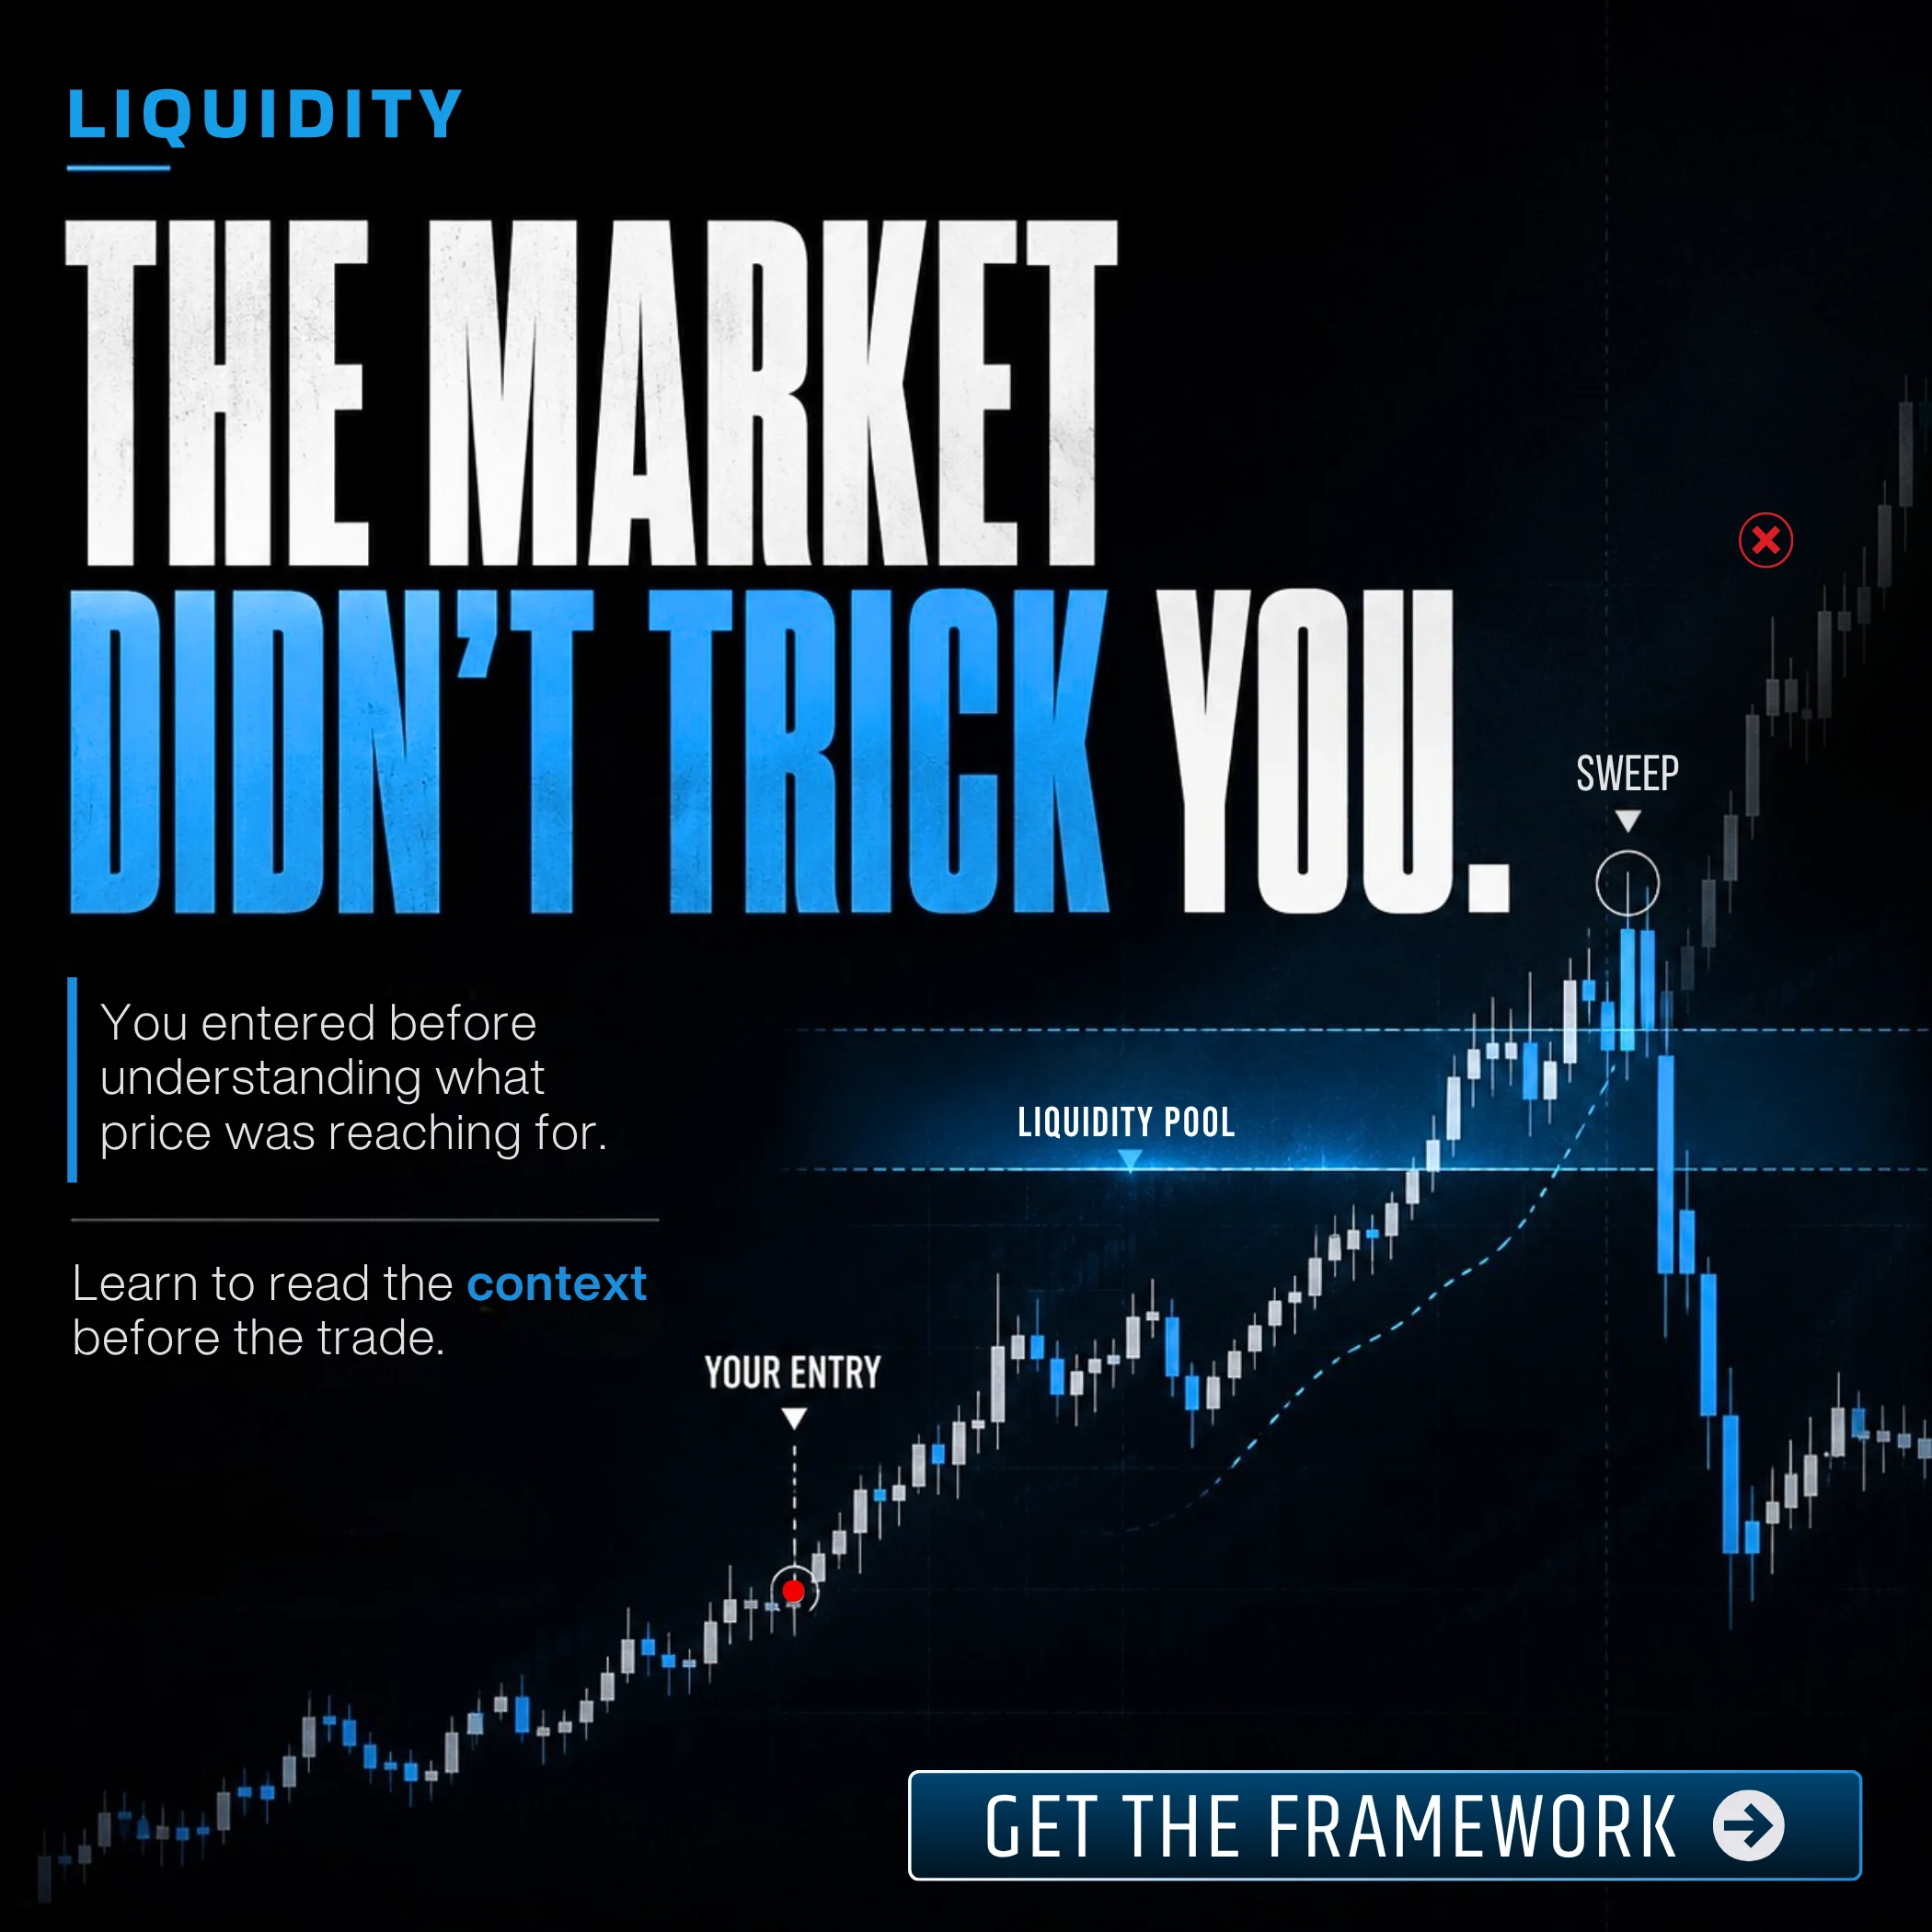 LIQUIDITY
THE MARKET
DIDN’T TRICK YOU.
You entered before
understanding what
price was reaching for.
Learn to read the context
before the trade.
SWEEP
LIQUIDITY POOL
YOUR ENTRY
GET THE FRAMEWORK